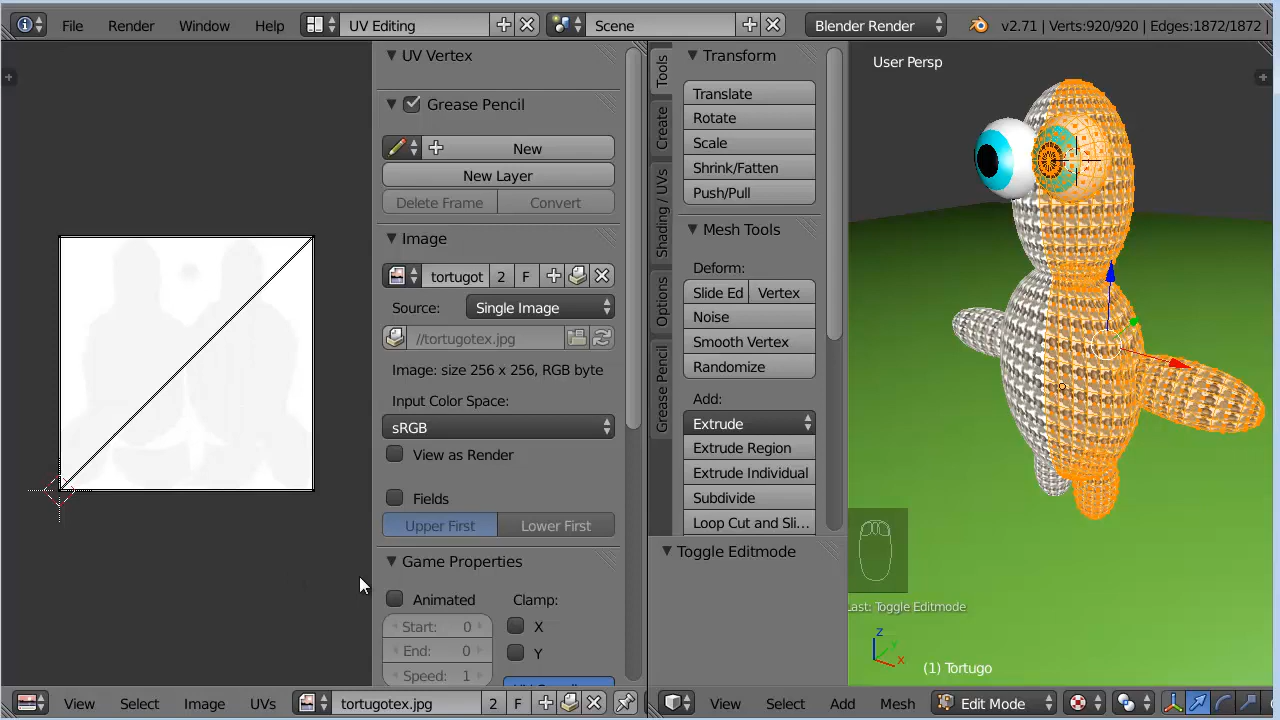 File Render Window Help UV Editing Scene Blender Render v2.71 | Verts:920/920 | Edges:1872/1872 |
UV Vertex
Grease Pencil
New
New Layer
Delete Frame Convert
Image
tortugot 2 F
Source: Single Image
//tortugotex.jpg
Image: size 256 x 256, RGB byte
Input Color Space:
sRGB
View as Render
Fields
Upper First Lower First
Game Properties
Animated Clamp:
Start: 0 X
End: 0 Y
Speed: 1
Tools
Create
Shading / UVs
Options
Grease Pencil
Transform
Translate
Rotate
Scale
Shrink/Fatten
Push/Pull
Mesh Tools
Deform:
Slide Ed Vertex
Noise
Smooth Vertex
Randomize
Add:
Extrude
Extrude Region
Extrude Individual
Subdivide
Loop Cut and Sli...
Toggle Editmode
User Persp
Last: Toggle Editmode
z
x
(1) Tortugo
View Select Image UVs tortugotex.jpg 2 F
View Select Add Mesh Edit Mode